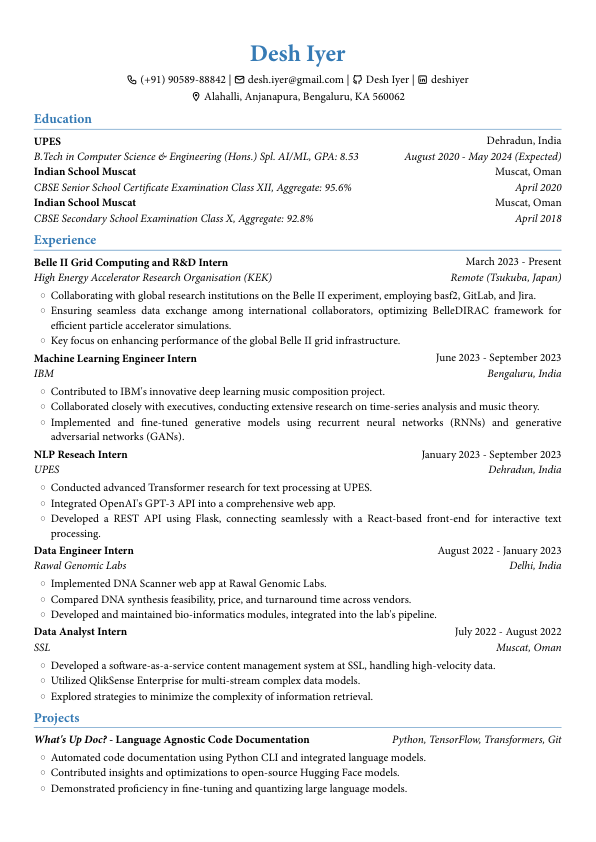 Desh Iyer
(+91) 90589-88842 | desh.iyer@gmail.com | Desh Iyer | deshiyer
Alahalli, Anjanapura, Bengaluru, KA 560062
Education
UPES Dehradun, India
B.Tech in Computer Science & Engineering (Hons.) Spl. AI/ML, GPA: 8.53 August 2020 - May 2024 (Expected)
Indian School Muscat Muscat, Oman
CBSE Senior School Certificate Examination Class XII, Aggregate: 95.6% April 2020
Indian School Muscat Muscat, Oman
CBSE Secondary School Examination Class X, Aggregate: 92.8% April 2018
Experience
Belle II Grid Computing and R&D Intern March 2023 - Present
High Energy Accelerator Research Organisation (KEK) Remote (Tsukuba, Japan)
○ Collaborating with global research institutions on the Belle II experiment, employing basf2, GitLab, and Jira.
○ Ensuring seamless data exchange among international collaborators, optimizing BelleDIRAC framework for
efficient particle accelerator simulations.
○ Key focus on enhancing performance of the global Belle II grid infrastructure.
Machine Learning Engineer Intern June 2023 - September 2023
IBM Bengaluru, India
○ Contributed to IBM's innovative deep learning music composition project.
○ Collaborated closely with executives, conducting extensive research on time-series analysis and music theory.
○ Implemented and fine-tuned generative models using recurrent neural networks (RNNs) and generative
adversarial networks (GANs).
NLP Reseach Intern January 2023 - September 2023
UPES Dehradun, India
○ Conducted advanced Transformer research for text processing at UPES.
○ Integrated OpenAI's GPT-3 API into a comprehensive web app.
○ Developed a REST API using Flask, connecting seamlessly with a React-based front-end for interactive text
processing.
Data Engineer Intern August 2022 - January 2023
Rawal Genomic Labs Delhi, India
○ Implemented DNA Scanner web app at Rawal Genomic Labs.
○ Compared DNA synthesis feasibility, price, and turnaround time across vendors.
○ Developed and maintained bio-informatics modules, integrated into the lab's pipeline.
Data Analyst Intern July 2022 - August 2022
SSL Muscat, Oman
○ Developed a software-as-a-service content management system at SSL, handling high-velocity data.
○ Utilized QlikSense Enterprise for multi-stream complex data models.
○ Explored strategies to minimize the complexity of information retrieval.
Projects
What's Up Doc? - Language Agnostic Code Documentation Python, TensorFlow, Transformers, Git
○ Automated code documentation using Python CLI and integrated language models.
○ Contributed insights and optimizations to open-source Hugging Face models.
○ Demonstrated proficiency in fine-tuning and quantizing large language models.